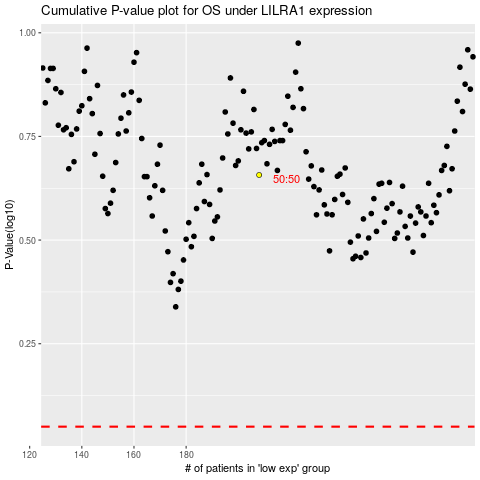 Cumulative P-value plot for OS under LILRA1 expression
1.00
0.75
0.50
0.25
P-Value(log10)
50:50
120 140 160 180
# of patients in 'low exp' group